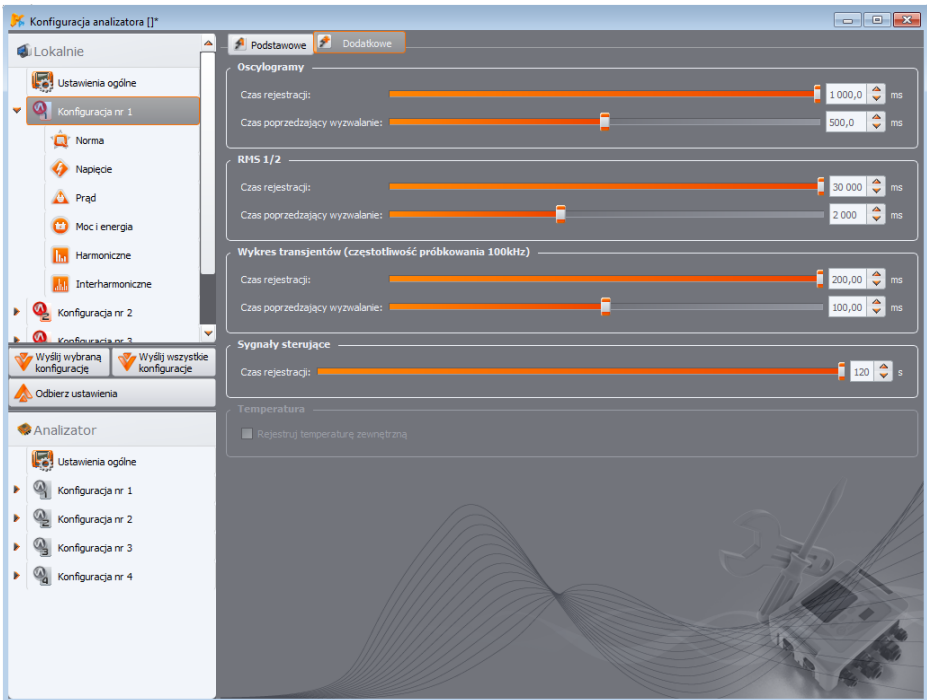 Konfiguracja analizatora []*
Lokalnie
Ustawienia ogólne
Konfiguracja nr 1
Norma
Napięcie
Prąd
Moc i energia
Harmoniczne
Interharmoniczne
Konfiguracja nr 2
Konfiguracja nr 3
Wyślij wybraną
konfigurację
Wyślij wszystkie
konfiguracje
Odbierz ustawienia
Analizator
Ustawienia ogólne
Konfiguracja nr 1
Konfiguracja nr 2
Konfiguracja nr 3
Konfiguracja nr 4
Podstawowe Dodatkowe
Oscylogramy
Czas rejestracji: 1 000,0 ms
Czas poprzedzający wyzwalanie: 500,0 ms
RMS 1/2
Czas rejestracji: 30 000 ms
Czas poprzedzający wyzwalanie: 2 000 ms
Wykres transjentów (częstotliwość próbkowania 100kHz)
Czas rejestracji: 200,00 ms
Czas poprzedzający wyzwalanie: 100,00 ms
Sygnały sterujące
Czas rejestracji: 120 s
Temperatura
Rejestruj temperaturę zewnętrzną